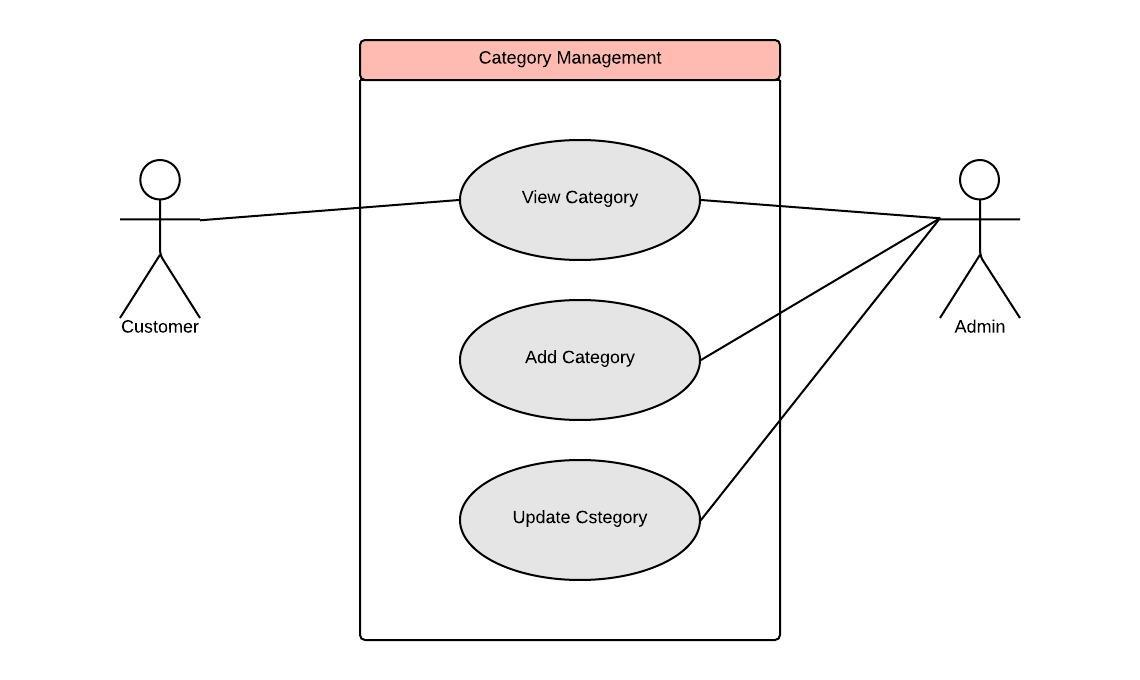 Category Management
View Category
Customer
Admin
Add Category
Update Cstegory